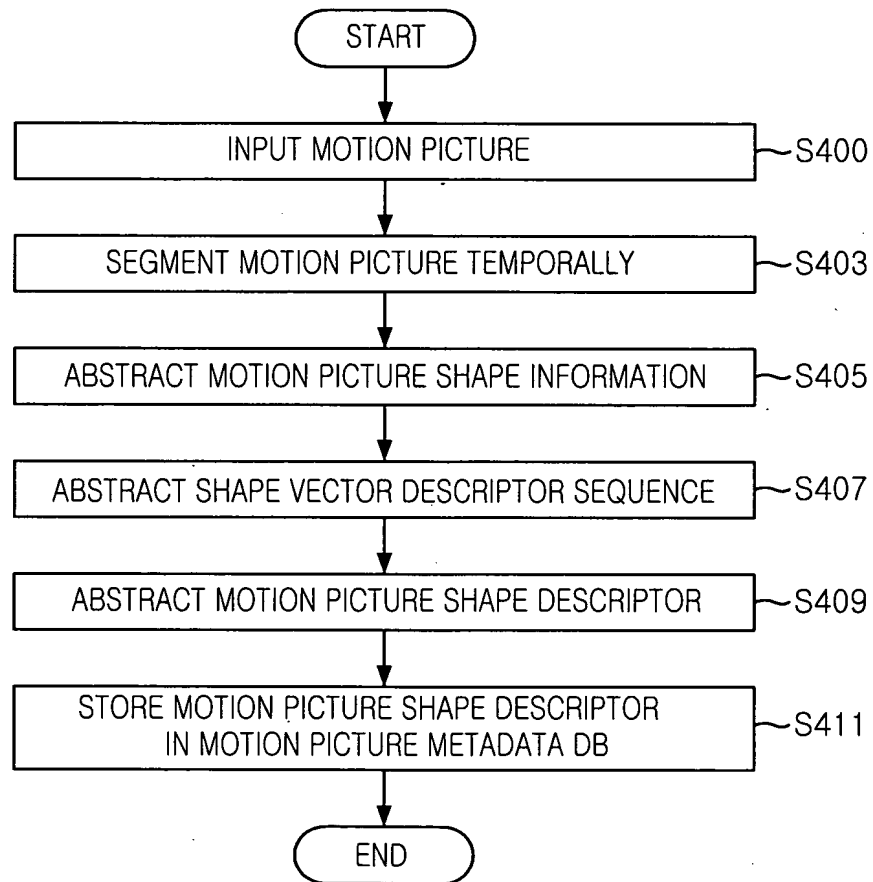 START
INPUT MOTION PICTURE
S400
SEGMENT MOTION PICTURE TEMPORALLY
S403
ABSTRACT MOTION PICTURE SHAPE INFORMATION
S405
ABSTRACT SHAPE VECTOR DESCRIPTOR SEQUENCE
S407
ABSTRACT MOTION PICTURE SHAPE DESCRIPTOR
S409
STORE MOTION PICTURE SHAPE DESCRIPTOR
IN MOTION PICTURE METADATA DB
S411
END